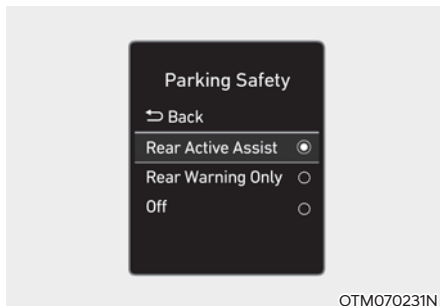 Parking Safety
⮌ Back
Rear Active Assist
Rear Warning Only
Off
OTM070231N